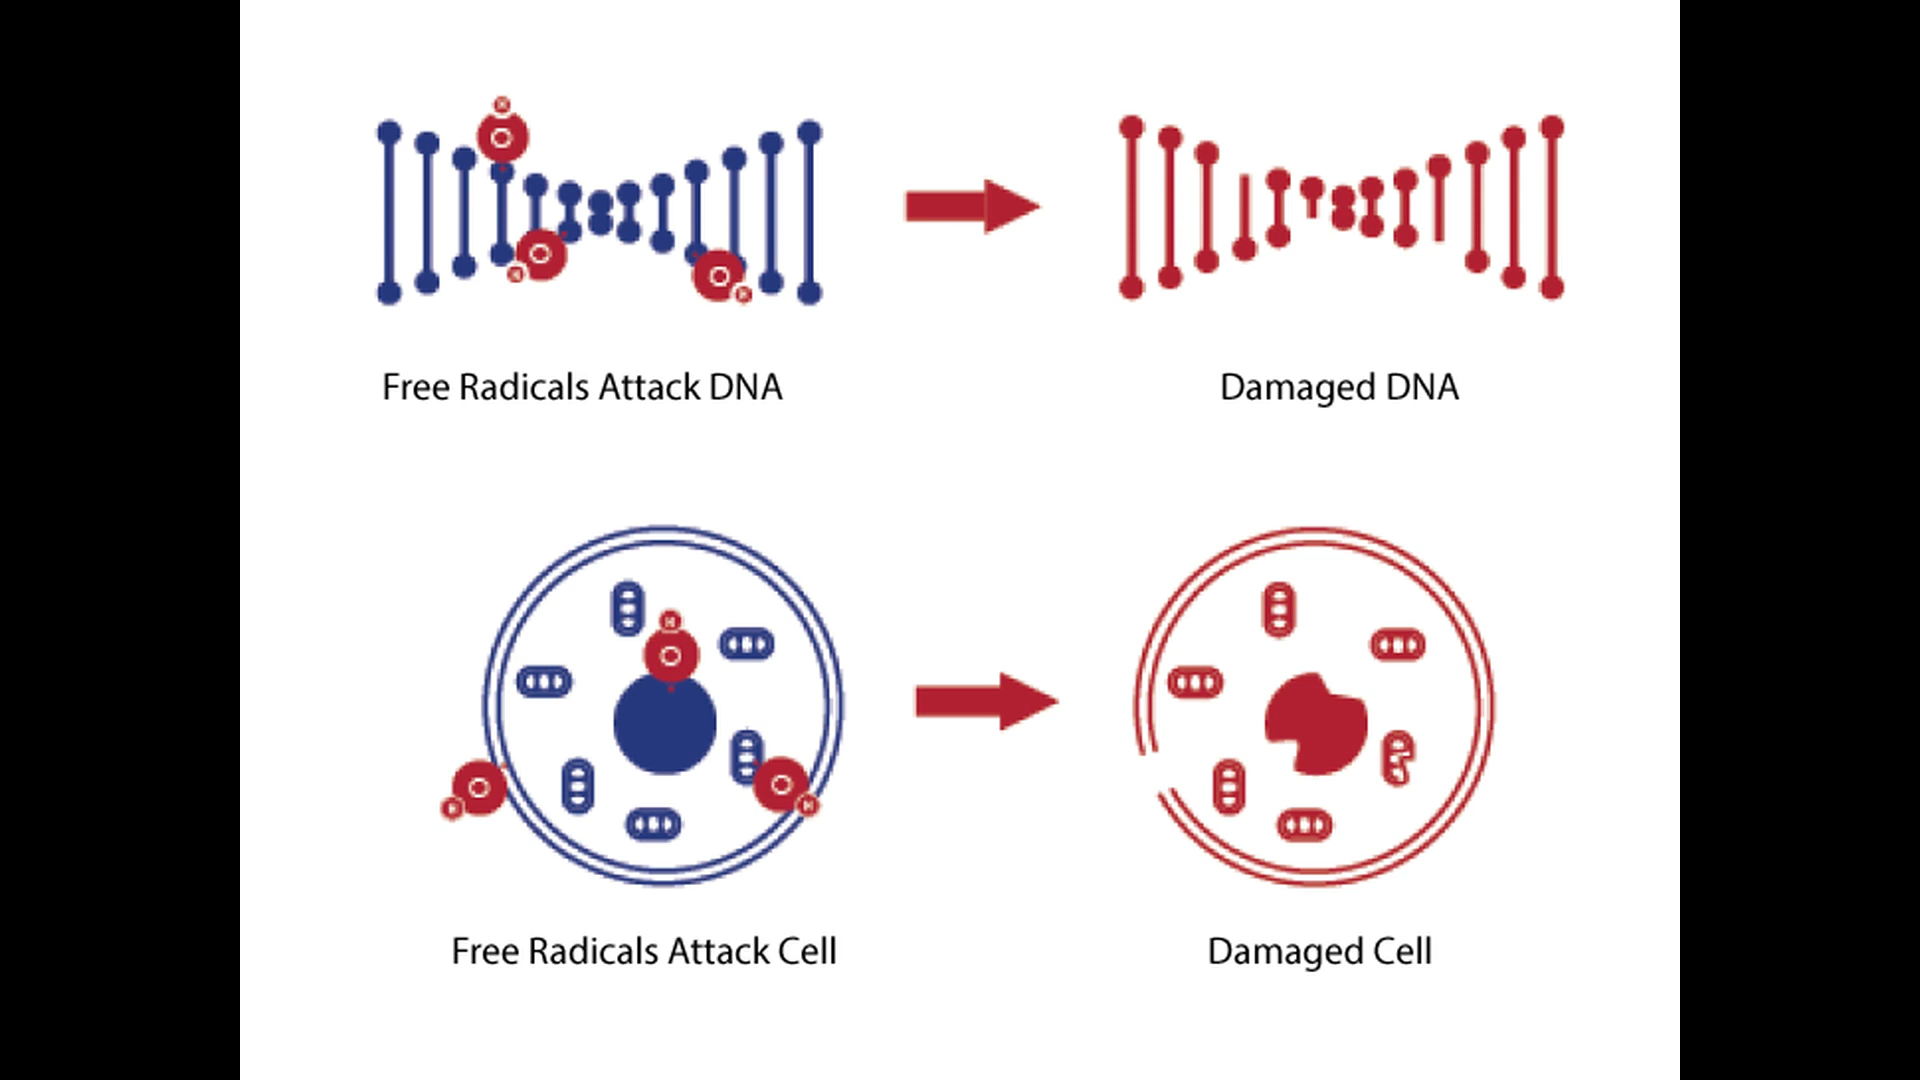 H
O
O
H
O
H
Free Radicals Attack DNA
Damaged DNA
H
O
O
H
O
H
Free Radicals Attack Cell
Damaged Cell